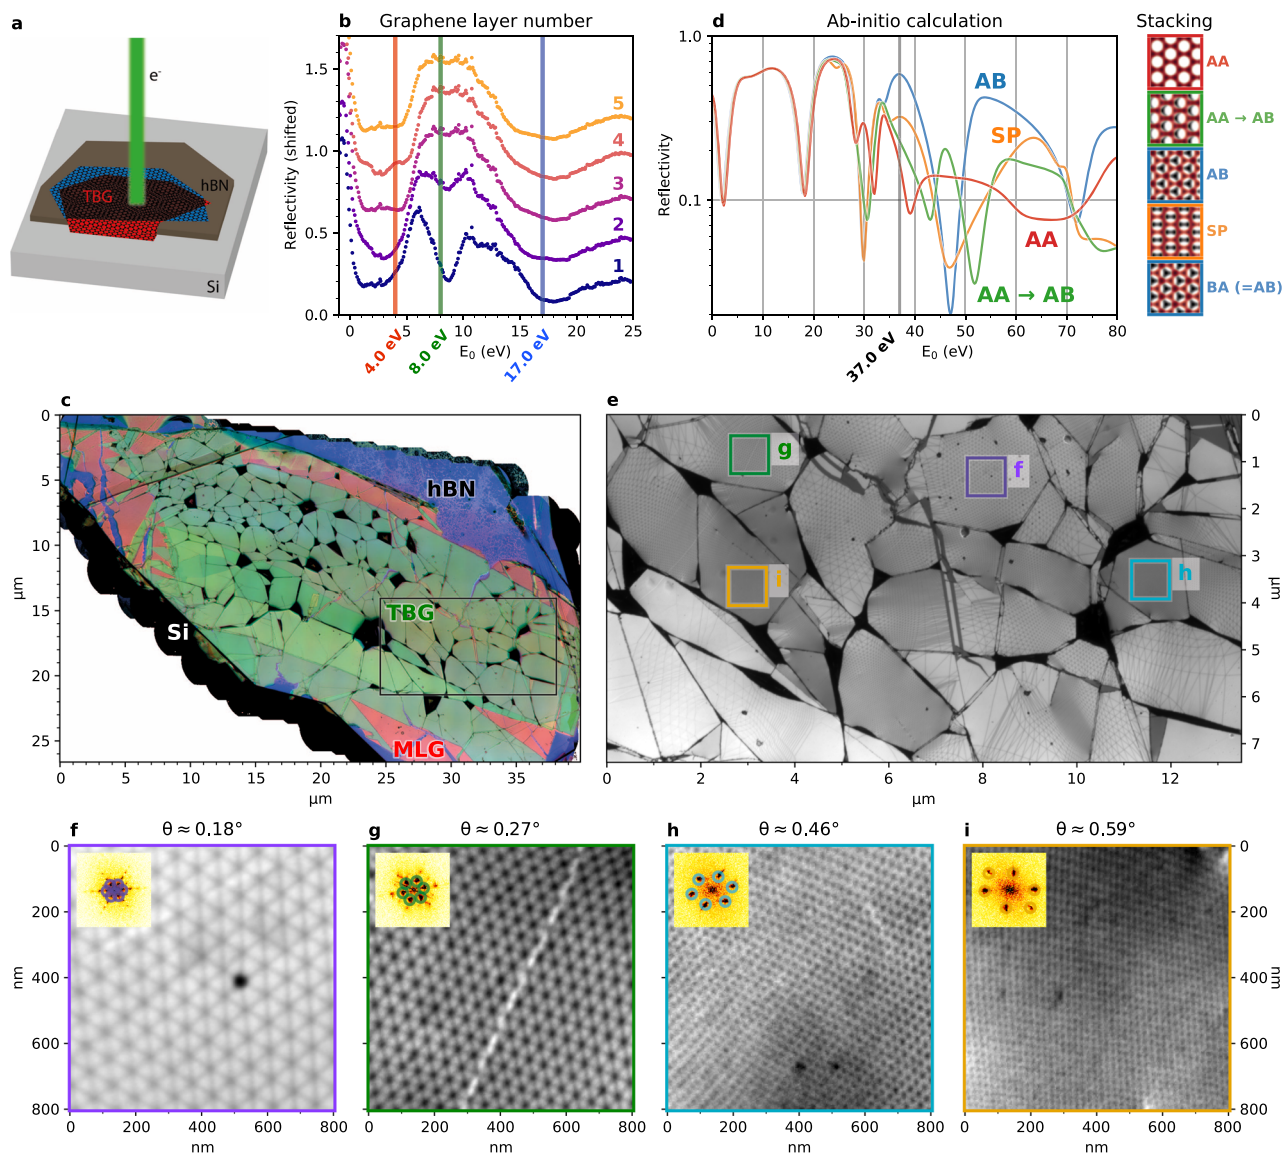 a
e-
hBN
TBG
Si
b
Graphene layer number
Reflectivity (shifted)
1.5
1.0
0.5
0.0
5
4
3
2
1
0
5
10
15
20
25
4.0 eV
8.0 eV
17.0 eV
E0 (eV)
d
Ab-initio calculation
Reflectivity
1.0
0.1
AB
SP
AA
AA → AB
0
10
20
30
40
50
60
70
80
37.0 eV
E0 (eV)
Stacking
AA
AA → AB
AB
SP
BA (=AB)
c
μm
0
5
10
15
20
25
hBN
TBG
Si
MLG
0
5
10
15
20
25
30
35
μm
e
g
f
i
h
0
1
2
3
4
5
6
7
μm
0
2
4
6
8
10
12
μm
f
θ ≈ 0.18°
nm
0
200
400
600
800
0
200
400
600
800
nm
g
θ ≈ 0.27°
0
200
400
600
800
nm
h
θ ≈ 0.46°
0
200
400
600
800
nm
i
θ ≈ 0.59°
0
200
400
600
800
nm
0
200
400
600
800
nm